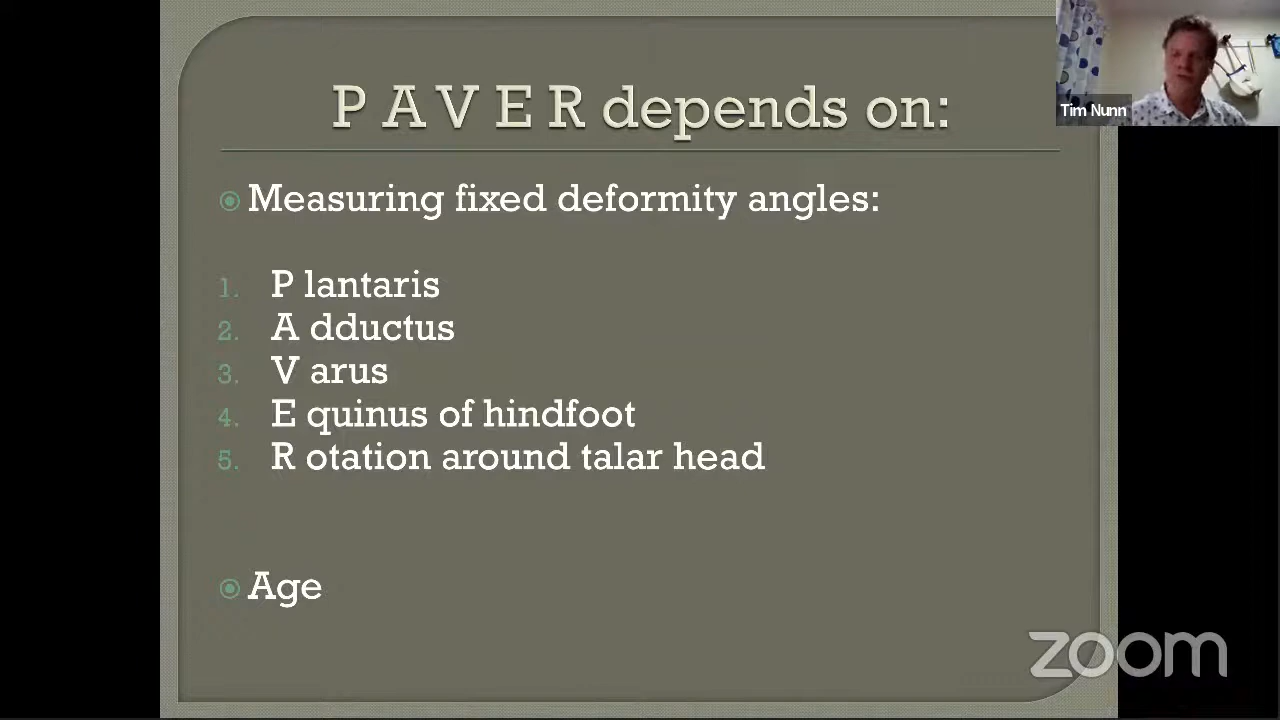 P A V E R depends on:
Tim Nunn
Measuring fixed deformity angles:
1. P lantaris
2. A dductus
3. V arus
4. E quinus of hindfoot
5. R otation around talar head
Age
zoom